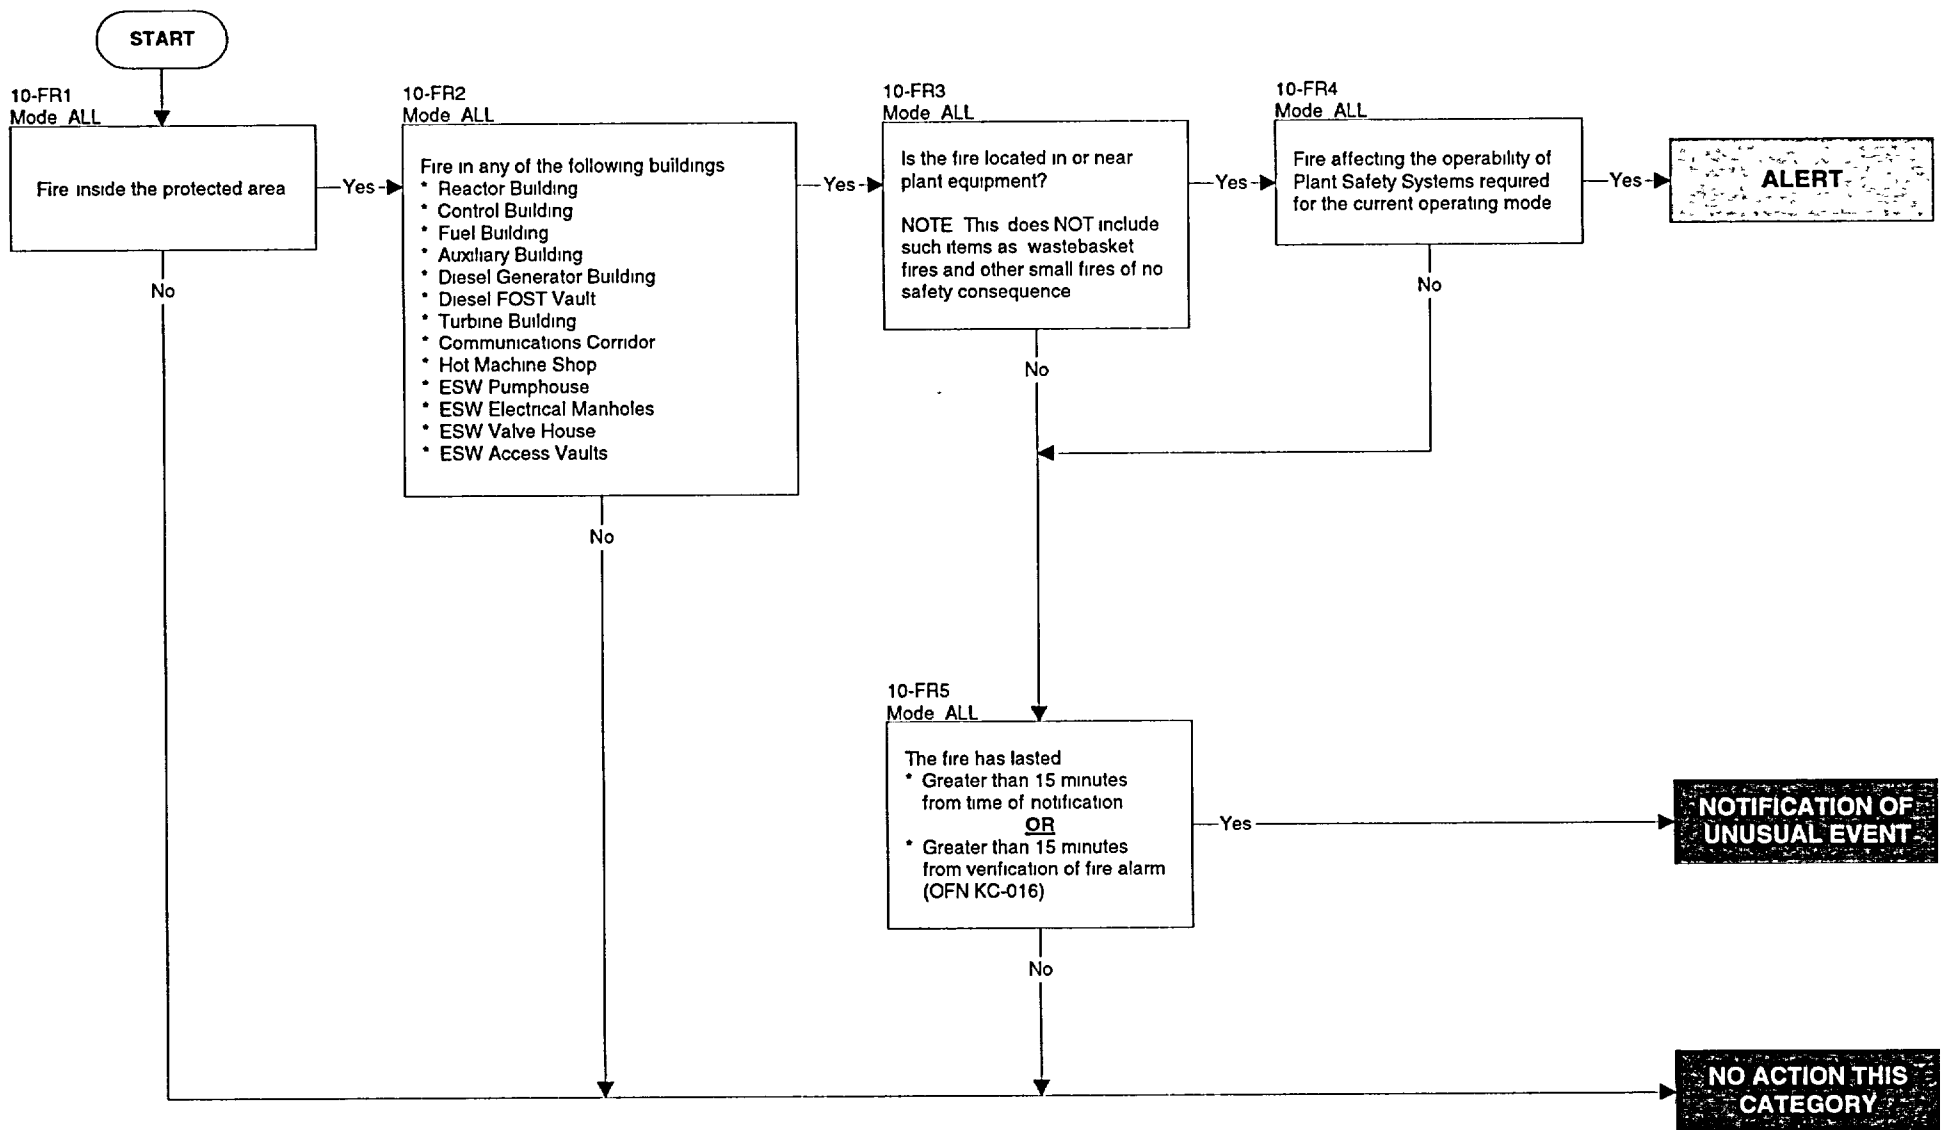 START
10-FR1
Mode ALL
Fire inside the protected area
Yes
No
10-FR2
Mode ALL
Fire in any of the following buildings
* Reactor Building
* Control Building
* Fuel Building
* Auxiliary Building
* Diesel Generator Building
* Diesel FOST Vault
* Turbine Building
* Communications Corridor
* Hot Machine Shop
* ESW Pumphouse
* ESW Electrical Manholes
* ESW Valve House
* ESW Access Vaults
Yes
No
10-FR3
Mode ALL
Is the fire located in or near
plant equipment?
NOTE This does NOT include
such items as wastebasket
fires and other small fires of no
safety consequence
Yes
No
10-FR4
Mode ALL
Fire affecting the operability of
Plant Safety Systems required
for the current operating mode
Yes
No
ALERT
10-FR5
Mode ALL
The fire has lasted
* Greater than 15 minutes
from time of notification
OR
* Greater than 15 minutes
from verification of fire alarm
(OFN KC-016)
Yes
No
NOTIFICATION OF
UNUSUAL EVENT
NO ACTION THIS
CATEGORY